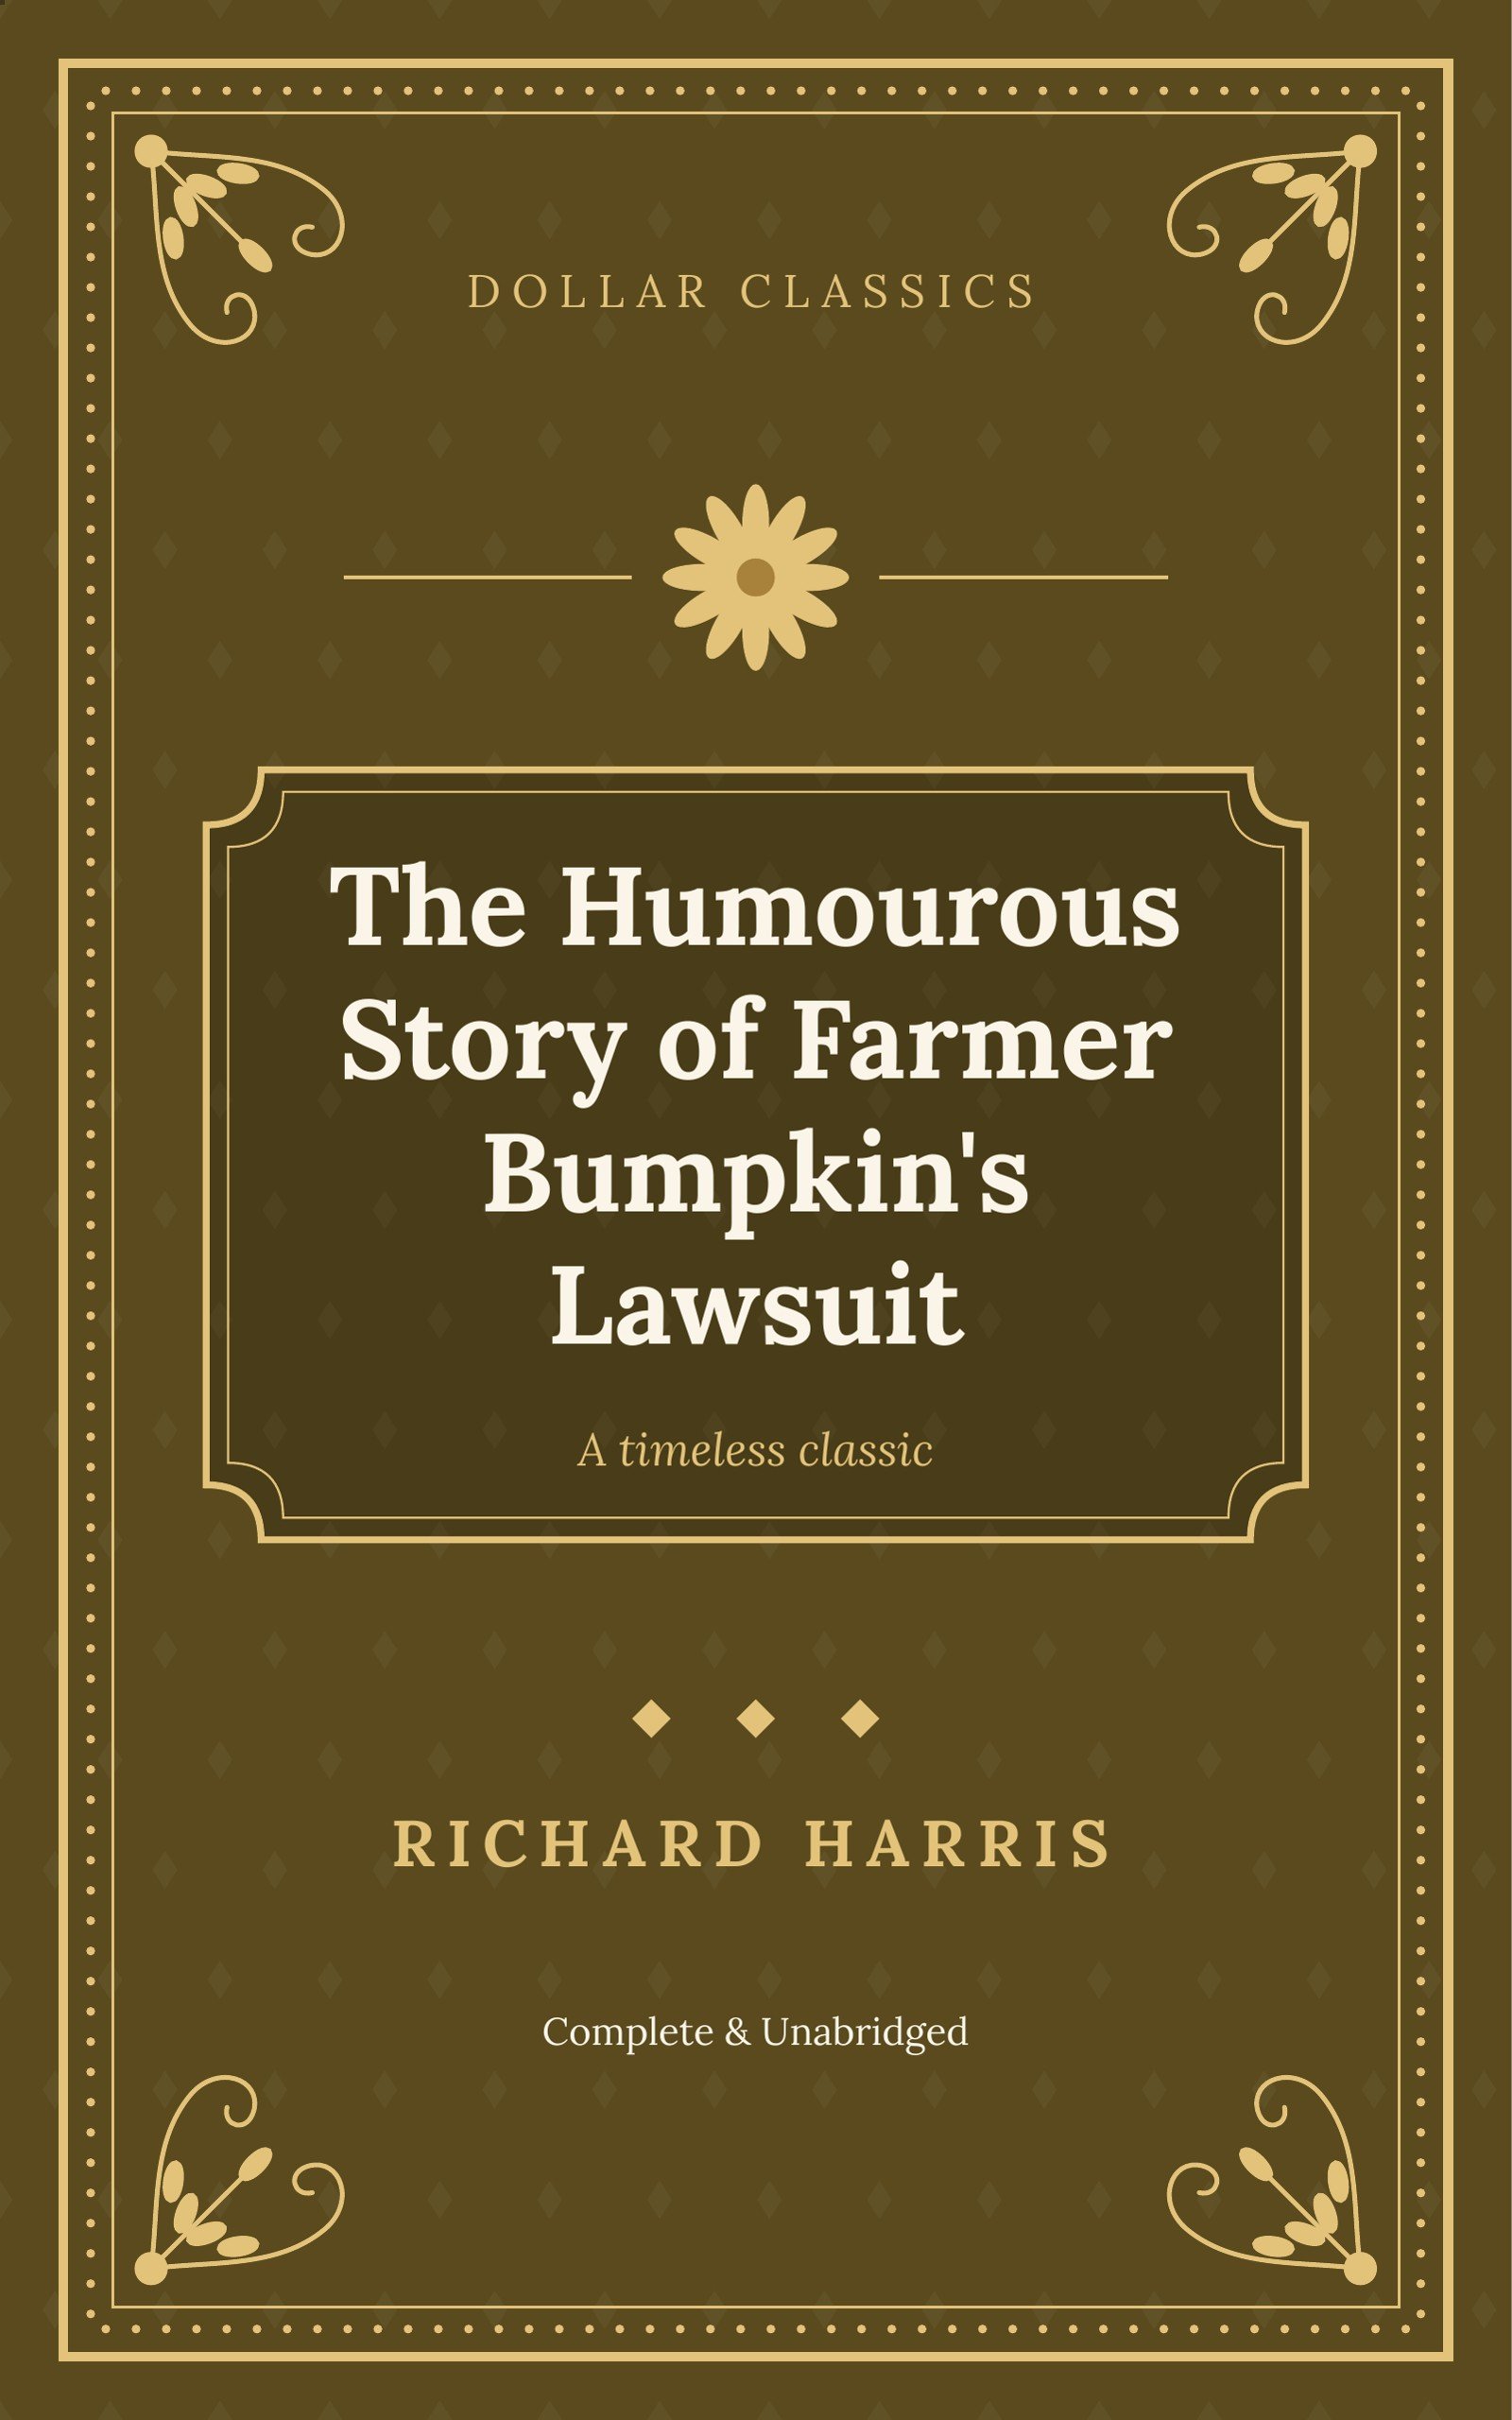 DOLLAR CLASSICS
The Humourous
Story of Farmer
Bumpkin's
Lawsuit
A timeless classic
RICHARD HARRIS
Complete & Unabridged